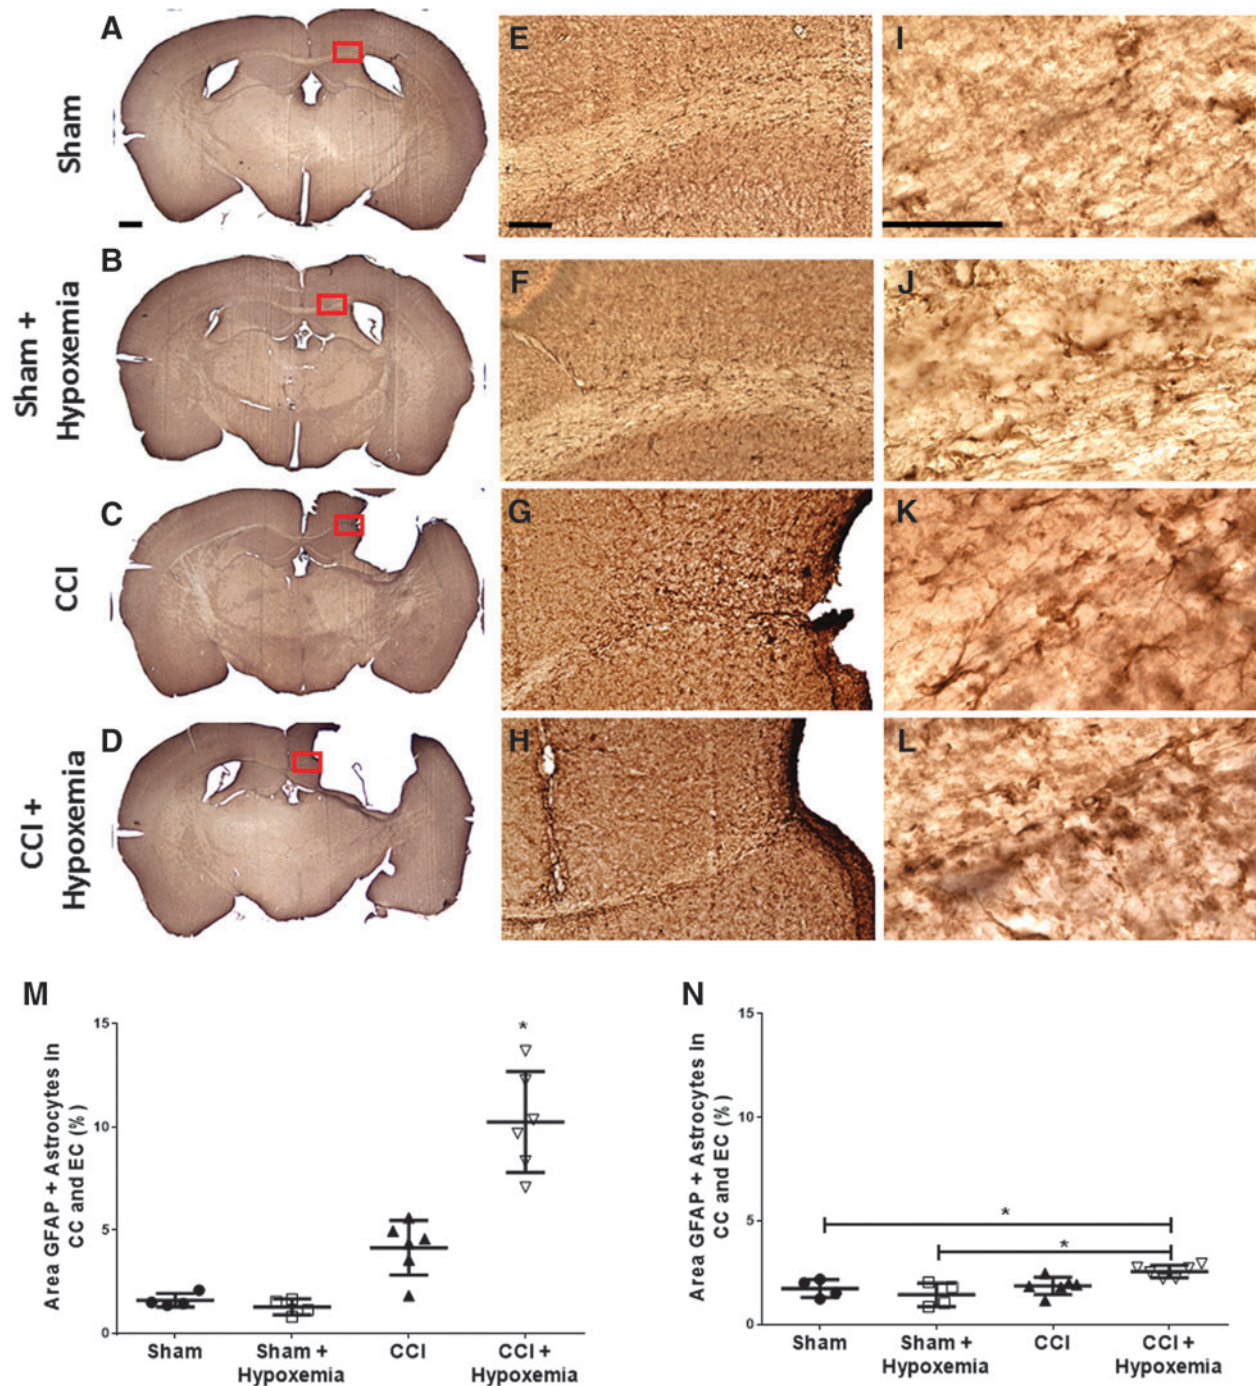 A
E
I
Sham
B
F
J
Sham +
Hypoxemia
C
G
K
CCI
D
H
L
CCI +
Hypoxemia
M
Area GFAP + Astrocytes in
CC and EC (%)
15
10
5
0
*
Sham
Sham +
Hypoxemia
CCI
CCI +
Hypoxemia
N
Area GFAP + Astrocytes in
CC and EC (%)
15
10
5
0
*
*
Sham
Sham +
Hypoxemia
CCI
CCI +
Hypoxemia